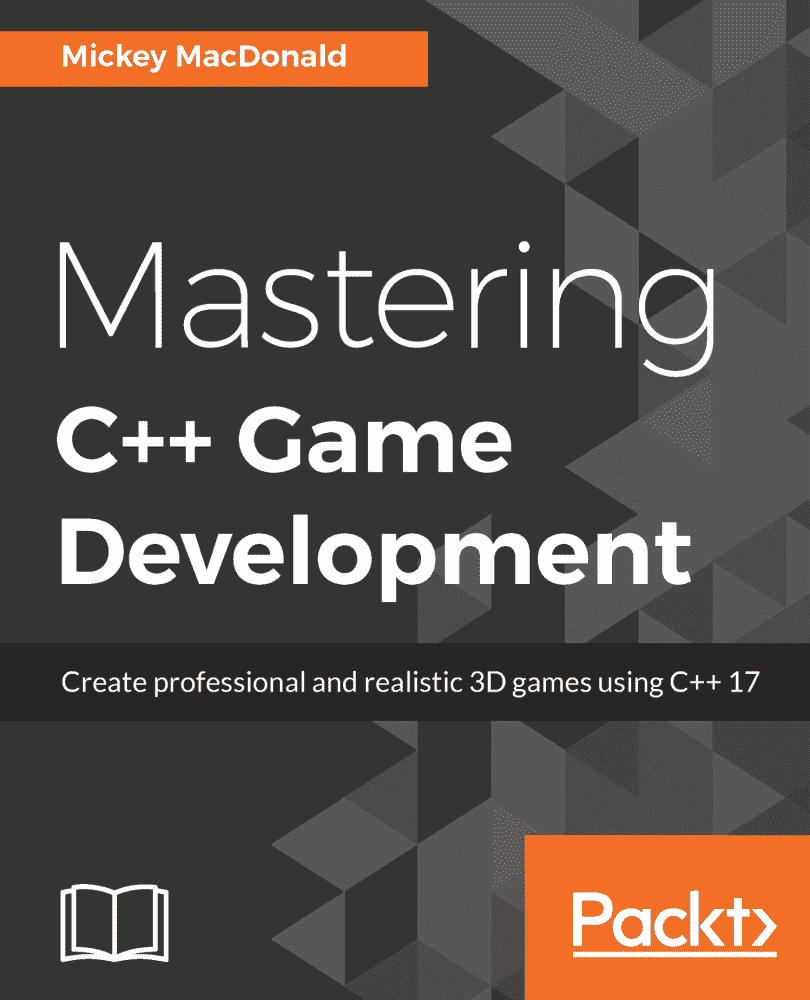 Mickey MacDonald
Mastering
C++ Game
Development
Create professional and realistic 3D games using C++ 17
Packt>